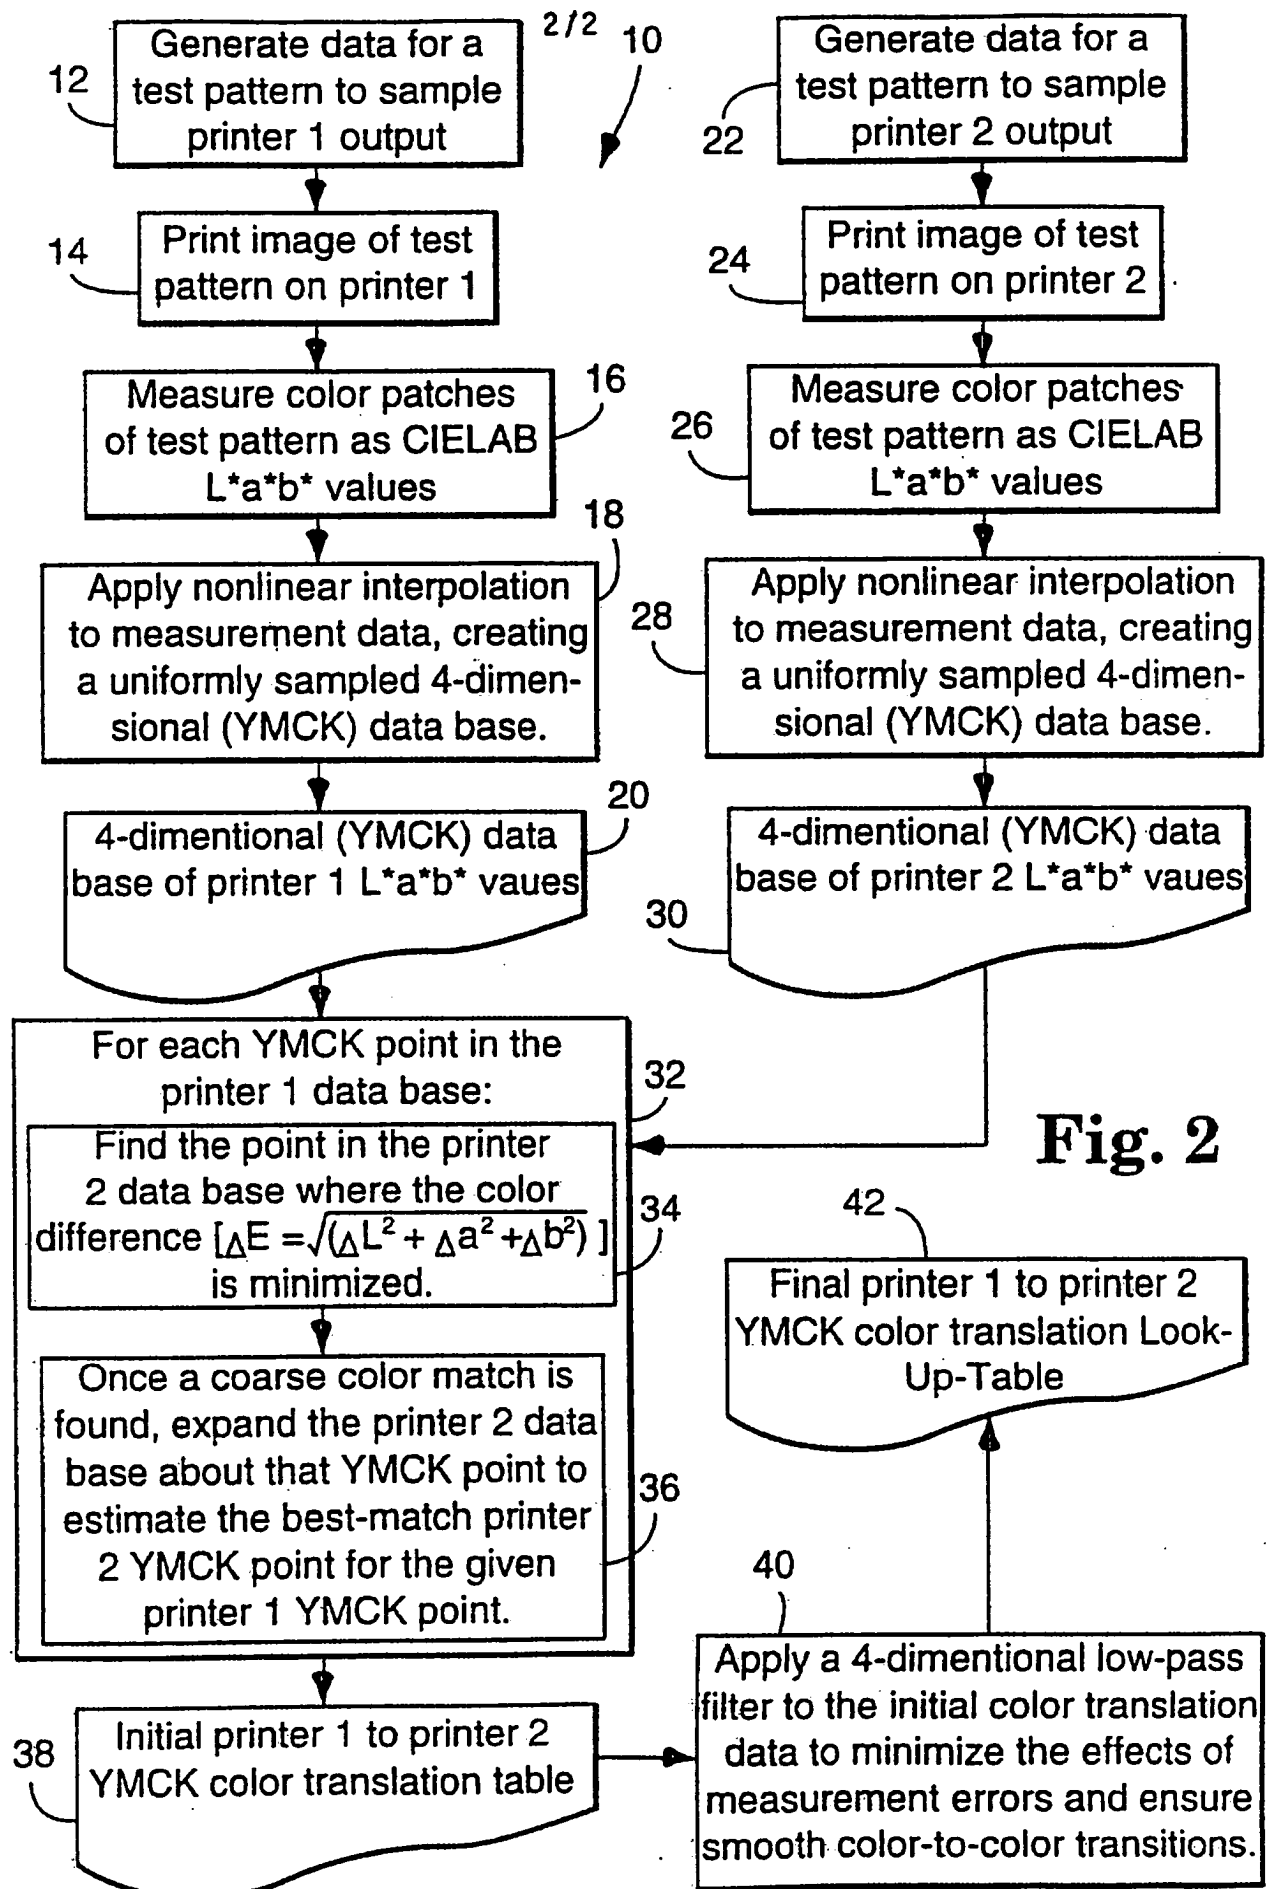 2/2
10
Generate data for a
test pattern to sample
printer 1 output
12
Print image of test
pattern on printer 1
14
Measure color patches
of test pattern as CIELAB
L*a*b* values
16
Apply nonlinear interpolation
to measurement data, creating
a uniformly sampled 4-dimen-
sional (YMCK) data base.
18
4-dimentional (YMCK) data
base of printer 1 L*a*b* vaues
20
Generate data for a
test pattern to sample
printer 2 output
22
Print image of test
pattern on printer 2
24
Measure color patches
of test pattern as CIELAB
L*a*b* values
26
Apply nonlinear interpolation
to measurement data, creating
a uniformly sampled 4-dimen-
sional (YMCK) data base.
28
4-dimentional (YMCK) data
base of printer 2 L*a*b* vaues
30
For each YMCK point in the
printer 1 data base:
32
Find the point in the printer
2 data base where the color
difference [ΔE =√(ΔL² + Δa² +Δb²) ]
is minimized.
34
Once a coarse color match is
found, expand the printer 2 data
base about that YMCK point to
estimate the best-match printer
2 YMCK point for the given
printer 1 YMCK point.
36
Initial printer 1 to printer 2
YMCK color translation table
38
Apply a 4-dimentional low-pass
filter to the initial color translation
data to minimize the effects of
measurement errors and ensure
smooth color-to-color transitions.
40
Final printer 1 to printer 2
YMCK color translation Look-
Up-Table
42
Fig. 2